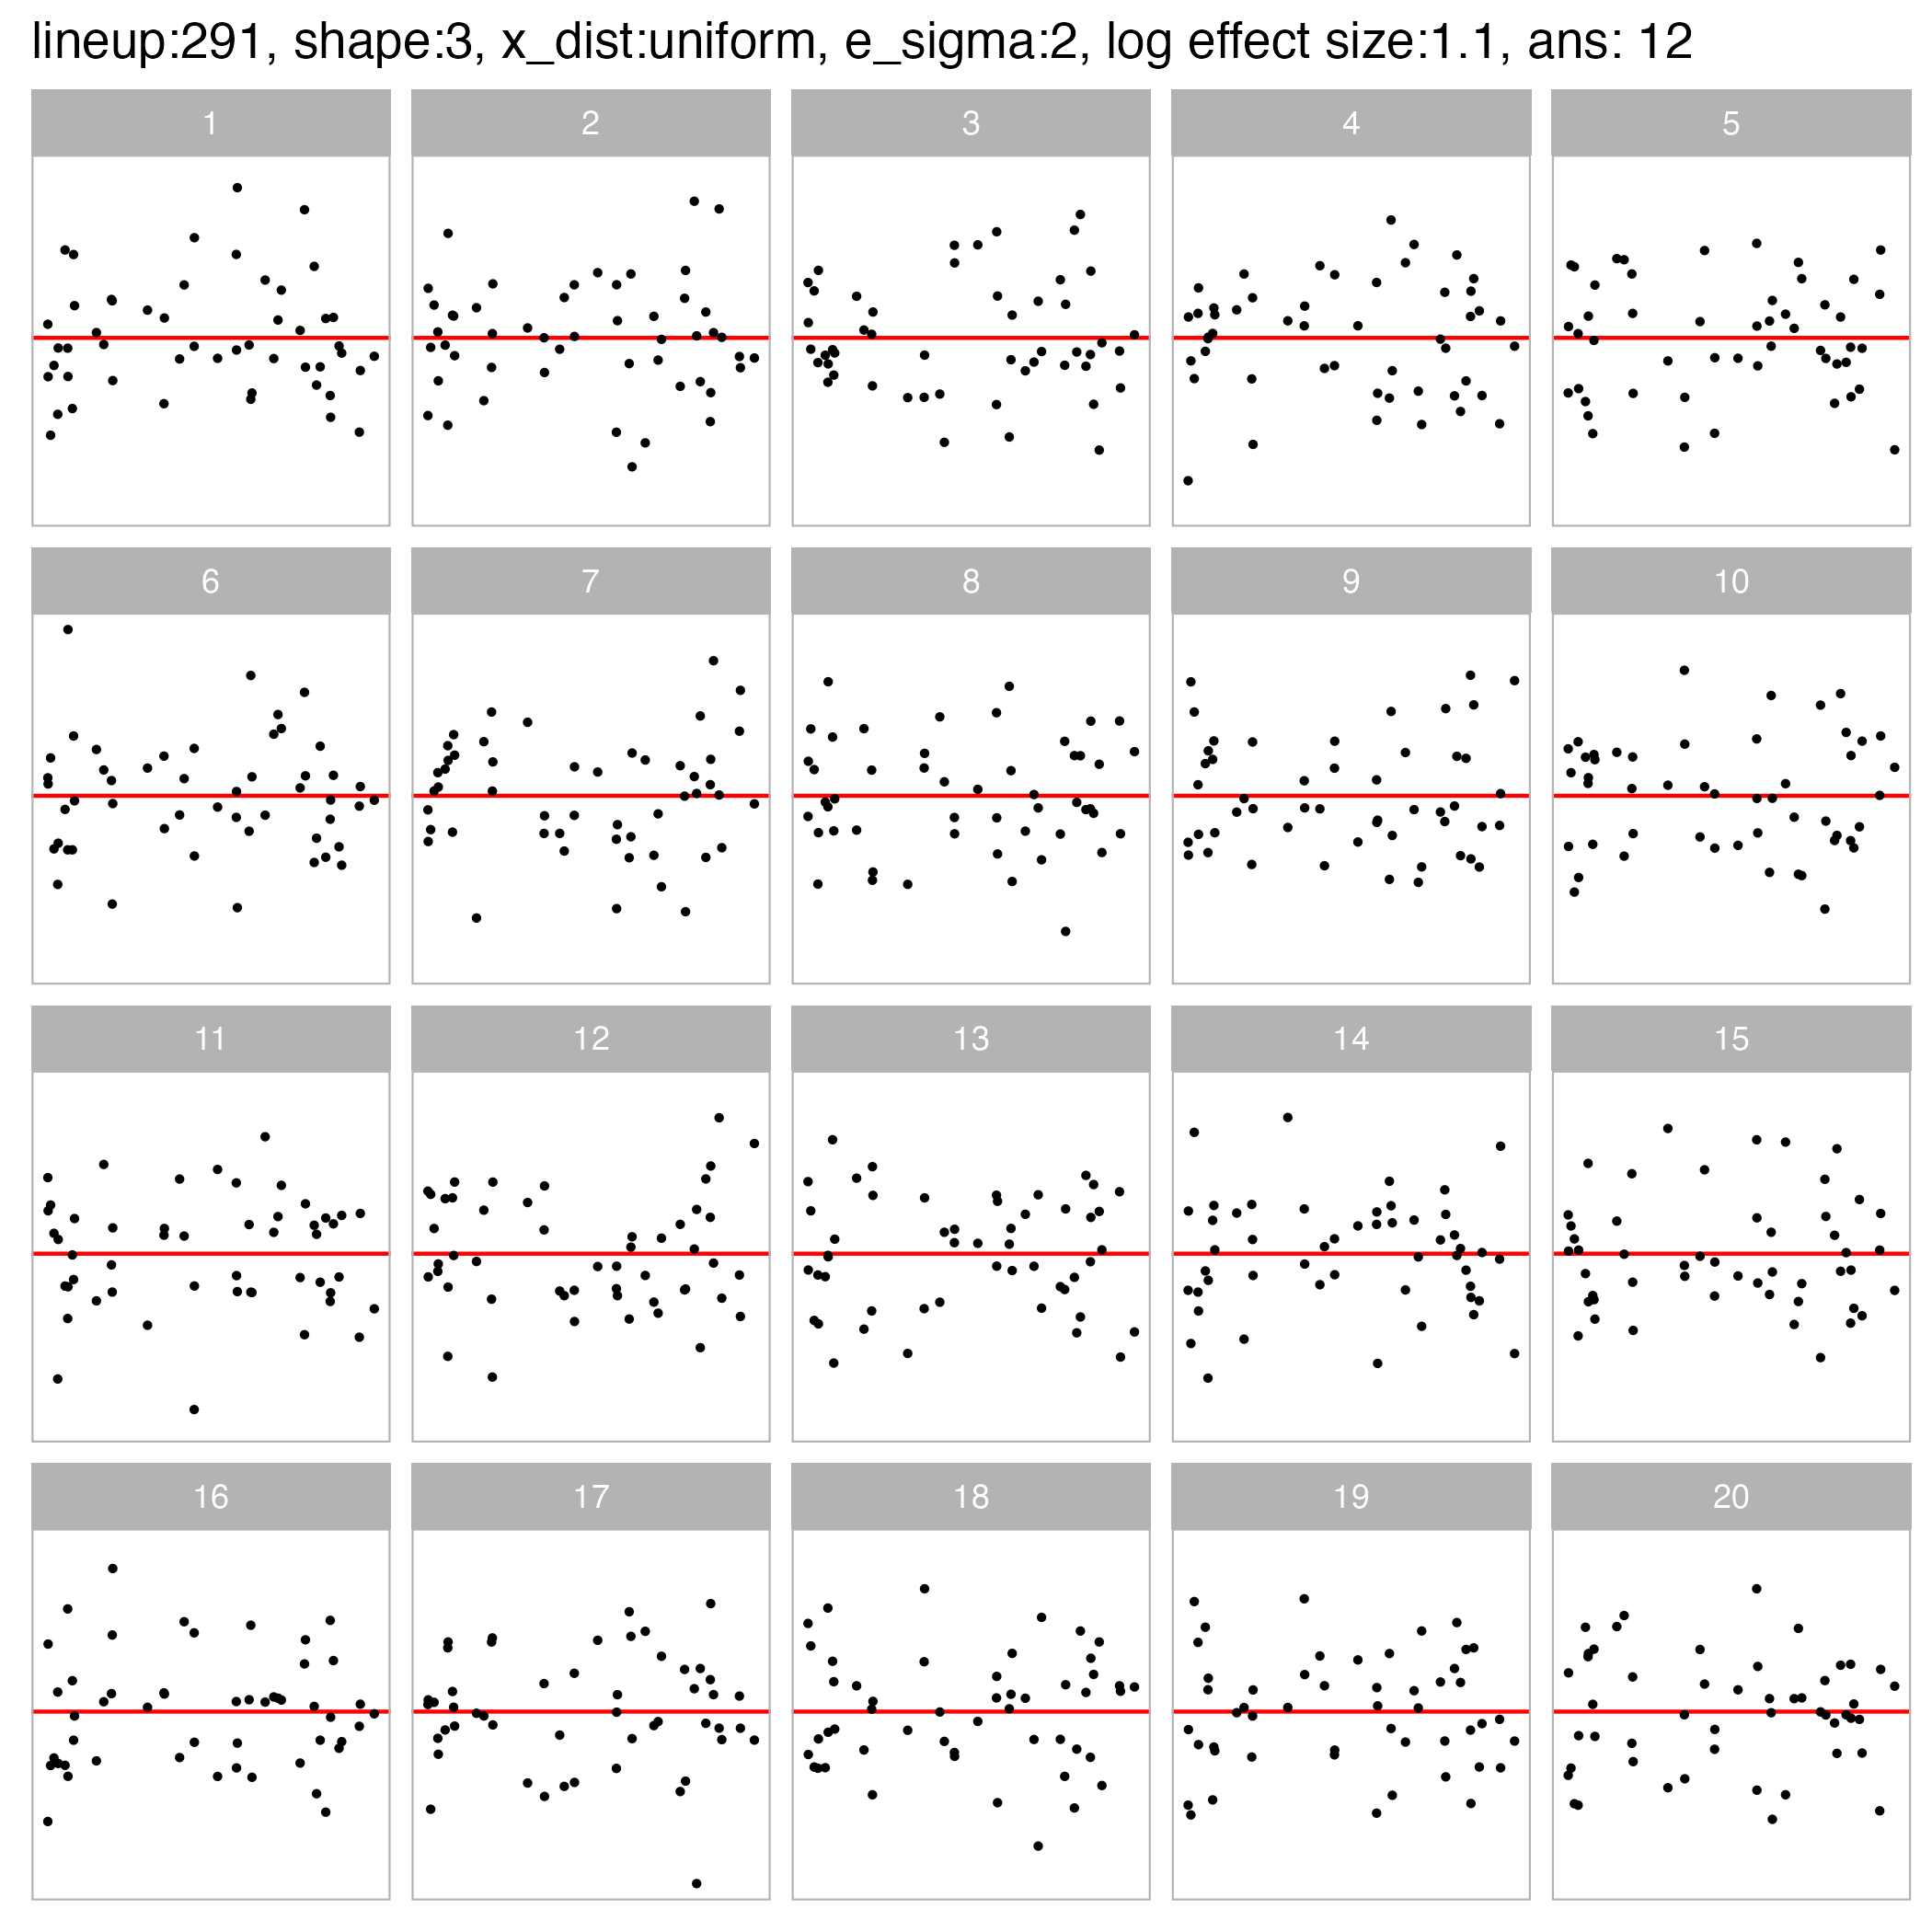 lineup:291, shape:3, x_dist:uniform, e_sigma:2, log effect size:1.1, ans: 12
1 2 3 4 5
6 7 8 9 10
11 12 13 14 15
16 17 18 19 20